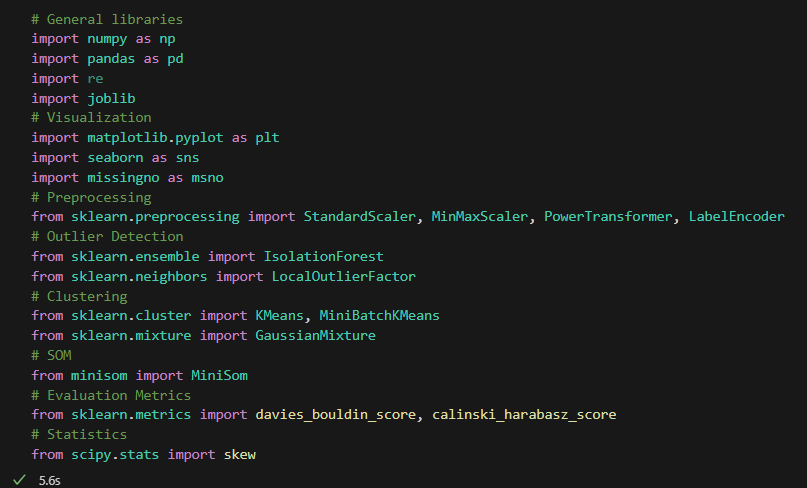 # General libraries
import numpy as np
import pandas as pd
import re
import joblib
# Visualization
import matplotlib.pyplot as plt
import seaborn as sns
import missingno as msno
# Preprocessing
from sklearn.preprocessing import StandardScaler, MinMaxScaler, PowerTransformer, LabelEncoder
# Outlier Detection
from sklearn.ensemble import IsolationForest
from sklearn.neighbors import LocalOutlierFactor
# Clustering
from sklearn.cluster import KMeans, MiniBatchKMeans
from sklearn.mixture import GaussianMixture
# SOM
from minisom import MiniSom
# Evaluation Metrics
from sklearn.metrics import davies_bouldin_score, calinski_harabasz_score
# Statistics
from scipy.stats import skew
5.6s